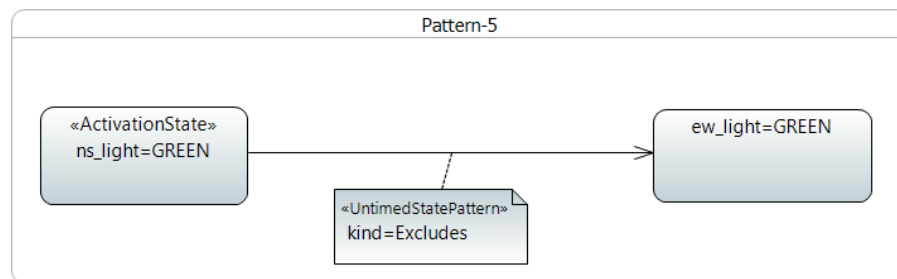 Pattern-5
«ActivationState»
ns_light=GREEN
ew_light=GREEN
«UntimedStatePattern»
kind=Excludes